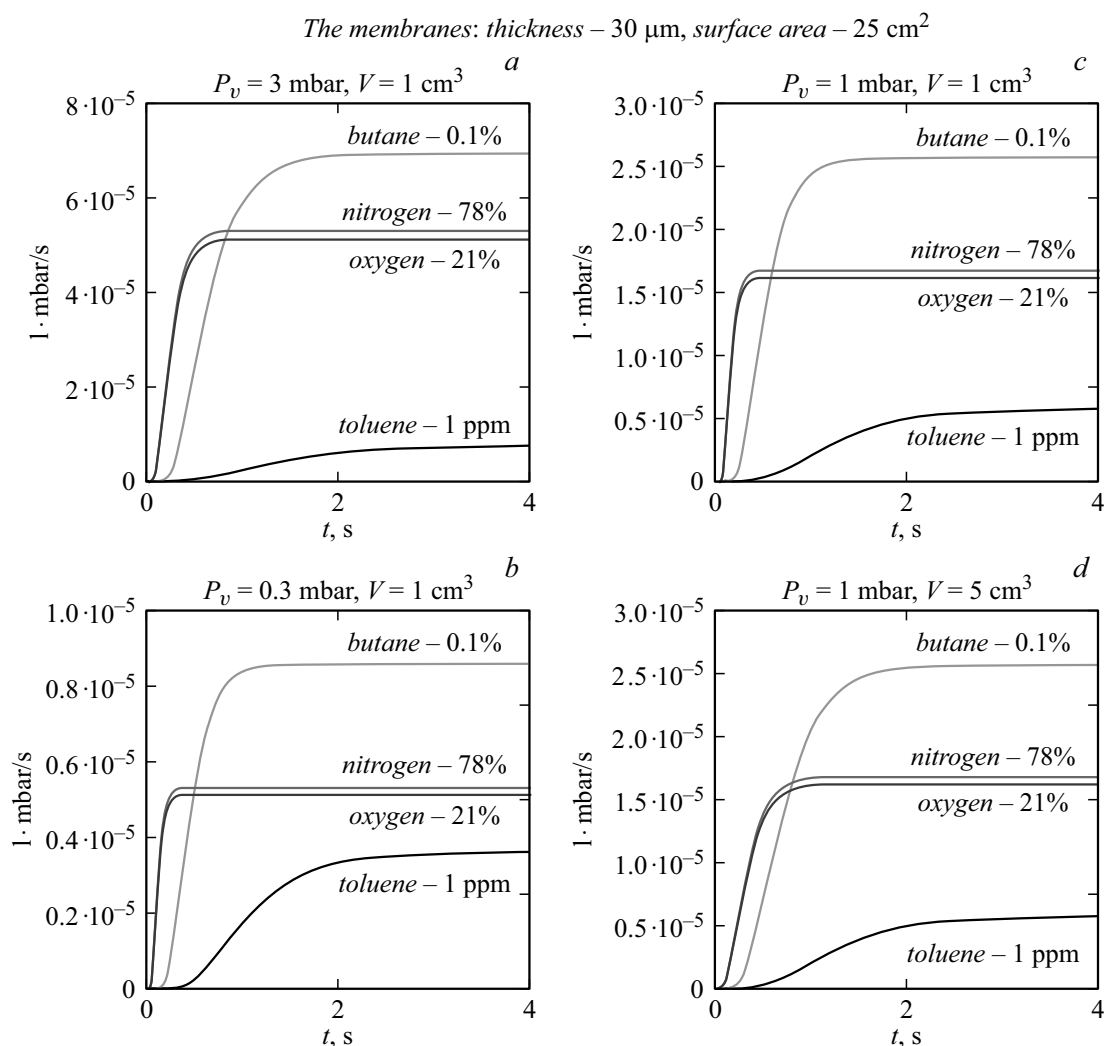 The membranes: thickness – 30 μm, surface area – 25 cm²
a
P_v = 3 mbar, V = 1 cm³
8·10⁻⁵
6·10⁻⁵
4·10⁻⁵
2·10⁻⁵
0
l·mbar/s
butane – 0.1%
nitrogen – 78%
oxygen – 21%
toluene – 1 ppm
0 2 4
t, s
c
P_v = 1 mbar, V = 1 cm³
3.0·10⁻⁵
2.5·10⁻⁵
2.0·10⁻⁵
1.5·10⁻⁵
1.0·10⁻⁵
0.5·10⁻⁵
0
l·mbar/s
butane – 0.1%
nitrogen – 78%
oxygen – 21%
toluene – 1 ppm
0 2 4
t, s
b
P_v = 0.3 mbar, V = 1 cm³
1.0·10⁻⁵
0.8·10⁻⁵
0.6·10⁻⁵
0.4·10⁻⁵
0.2·10⁻⁵
0
l·mbar/s
butane – 0.1%
nitrogen – 78%
oxygen – 21%
toluene – 1 ppm
0 2 4
t, s
d
P_v = 1 mbar, V = 5 cm³
3.0·10⁻⁵
2.5·10⁻⁵
2.0·10⁻⁵
1.5·10⁻⁵
1.0·10⁻⁵
0.5·10⁻⁵
0
l·mbar/s
butane – 0.1%
nitrogen – 78%
oxygen – 21%
toluene – 1 ppm
0 2 4
t, s